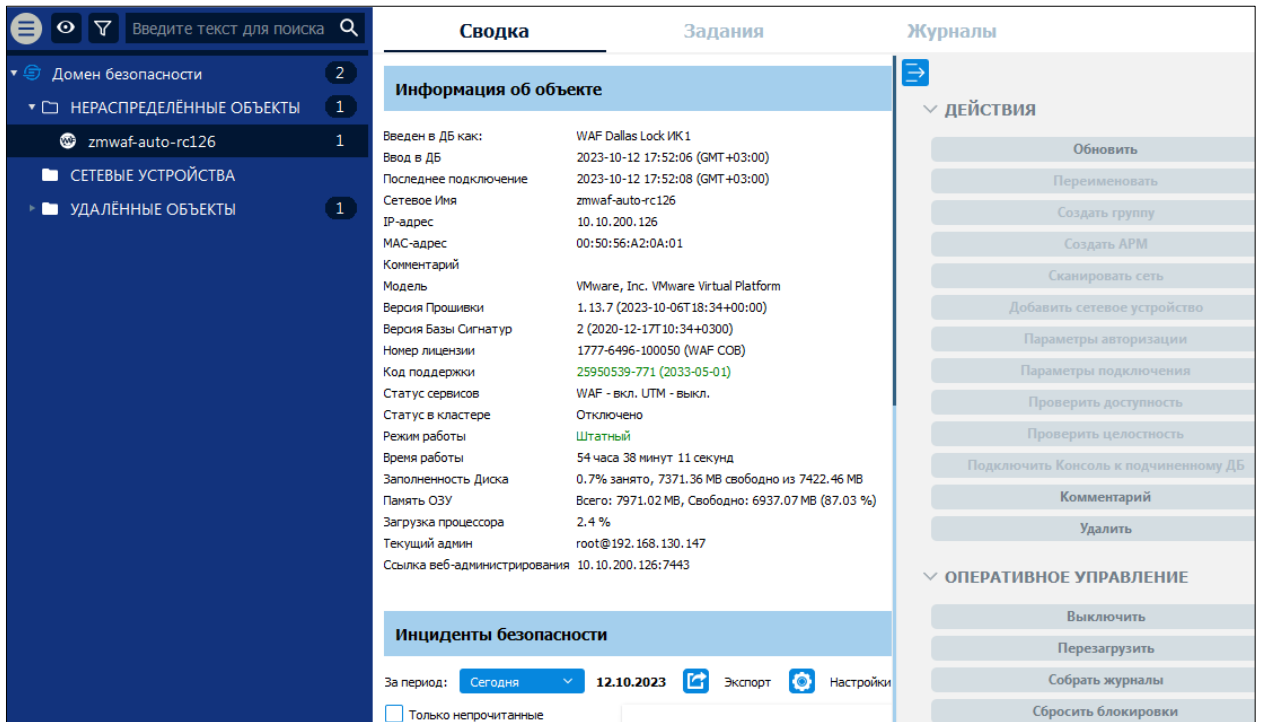 Введите текст для поиска
Домен безопасности 2
НЕРАСПРЕДЕЛЁННЫЕ ОБЪЕКТЫ 1
zmwaf-auto-rc126 1
СЕТЕВЫЕ УСТРОЙСТВА
УДАЛЁННЫЕ ОБЪЕКТЫ 1
Сводка Задания Журналы
Информация об объекте
Введен в ДБ как: WAF Dallas Lock ИК1
Ввод в ДБ 2023-10-12 17:52:06 (GMT+03:00)
Последнее подключение 2023-10-12 17:52:08 (GMT+03:00)
Сетевое Имя zmwaf-auto-rc126
IP-адрес 10.10.200.126
MAC-адрес 00:50:56:A2:0A:01
Комментарий
Модель VMware, Inc. VMware Virtual Platform
Версия Прошивки 1.13.7 (2023-10-06T18:34+00:00)
Версия Базы Сигнатур 2 (2020-12-17T10:34+0300)
Номер лицензии 1777-6496-100050 (WAF СОВ)
Код поддержки 25950539-771 (2033-05-01)
Статус сервисов WAF - вкл. UTM - выкл.
Статус в кластере Отключено
Режим работы Штатный
Время работы 54 часа 38 минут 11 секунд
Заполненность Диска 0.7% занято, 7371.36 MB свободно из 7422.46 MB
Память ОЗУ Всего: 7971.02 MB, Свободно: 6937.07 MB (87.03 %)
Загрузка процессора 2.4 %
Текущий админ root@192.168.130.147
Ссылка веб-администрирования 10.10.200.126:7443
Инциденты безопасности
За период: Сегодня 12.10.2023 Экспорт Настройки
Только непрочитанные
ДЕЙСТВИЯ
Обновить
Переименовать
Создать группу
Создать АРМ
Сканировать сеть
Добавить сетевое устройство
Параметры авторизации
Параметры подключения
Проверить доступность
Проверить целостность
Подключить Консоль к подчиненному ДБ
Комментарий
Удалить
ОПЕРАТИВНОЕ УПРАВЛЕНИЕ
Выключить
Перезагрузить
Собрать журналы
Сбросить блокировки